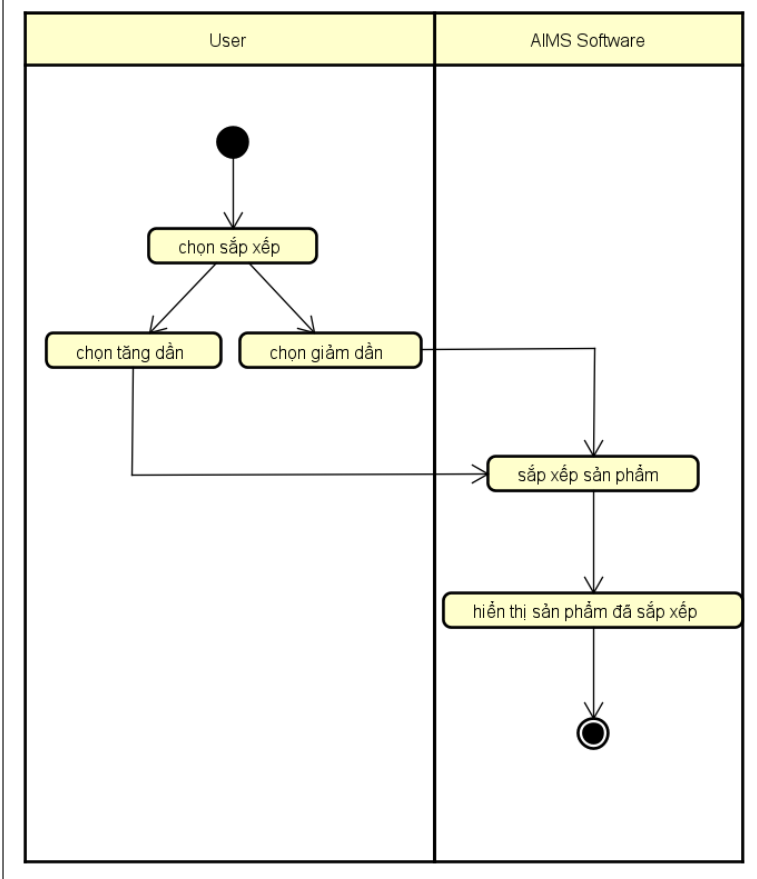 User
AIMS Software
chọn sắp xếp
chọn tăng dần
chọn giảm dần
sắp xếp sản phẩm
hiển thị sản phẩm đã sắp xếp